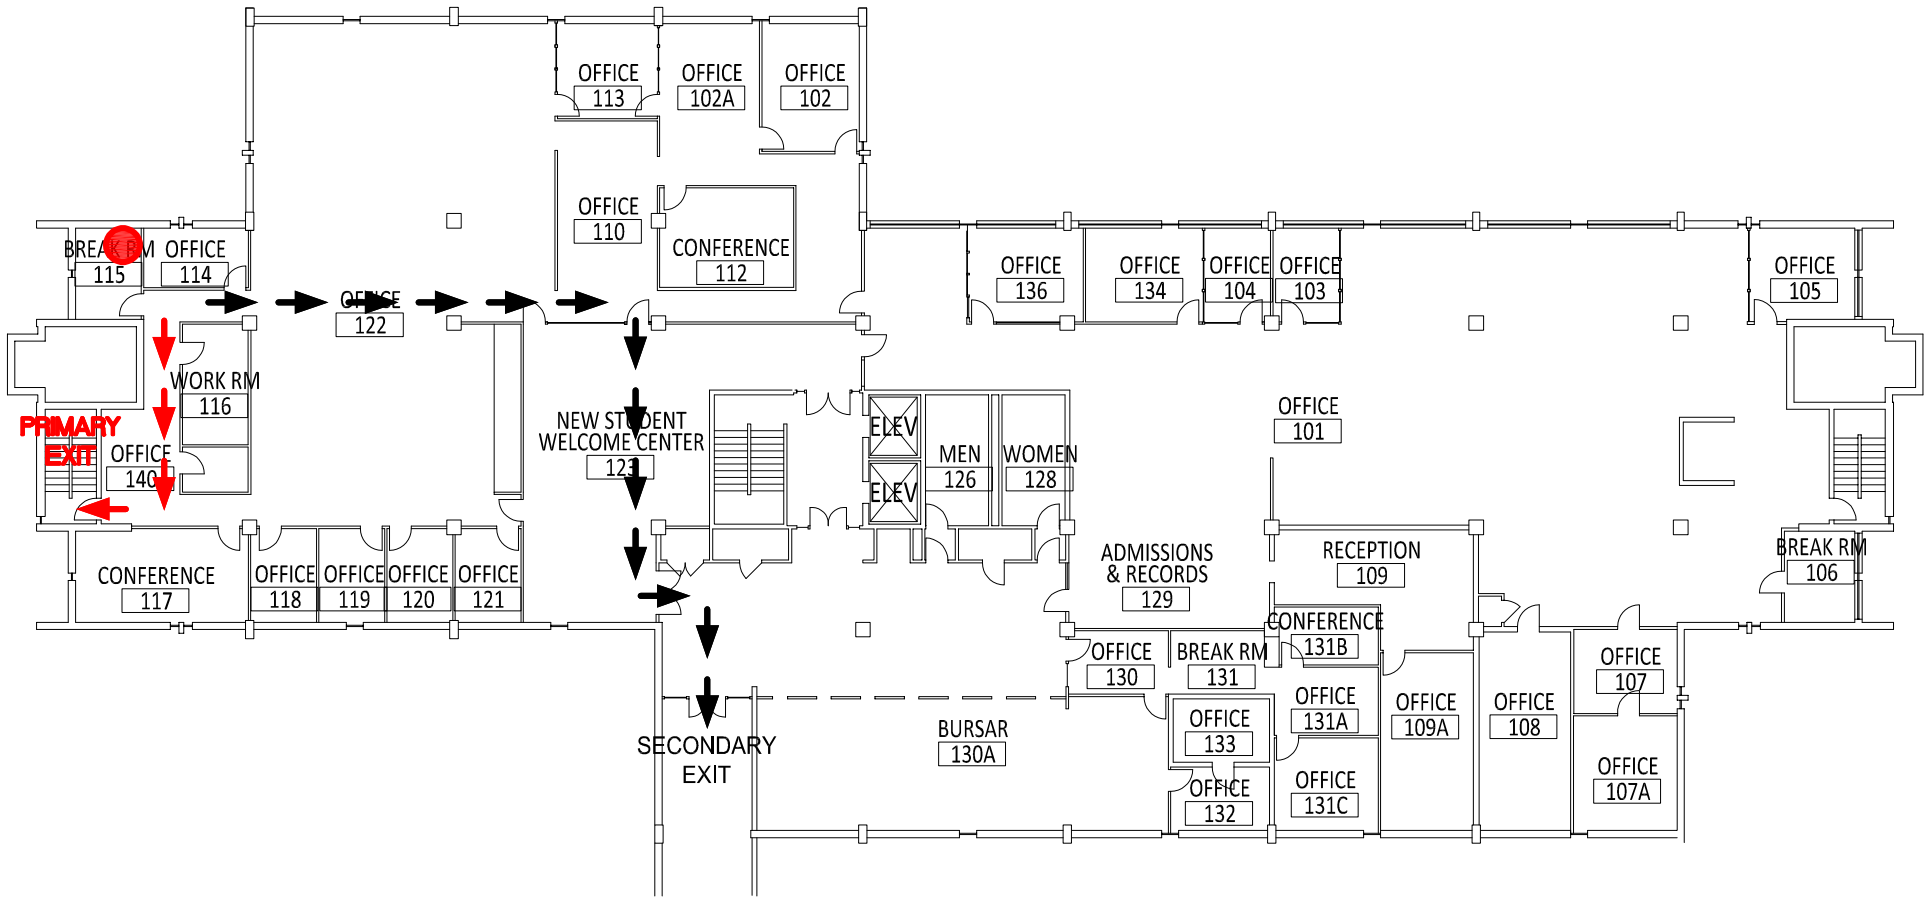 OFFICE
113
OFFICE
102A
OFFICE
102
OFFICE
110
CONFERENCE
112
BREAK RM
115
OFFICE
114
OFFICE
122
OFFICE
136
OFFICE
134
OFFICE
104
OFFICE
103
OFFICE
105
WORK RM
116
PRIMARY
EXIT
OFFICE
140
NEW STUDENT
WELCOME CENTER
123
ELEV
ELEV
MEN
126
WOMEN
128
OFFICE
101
CONFERENCE
117
OFFICE
118
OFFICE
119
OFFICE
120
OFFICE
121
ADMISSIONS
& RECORDS
129
RECEPTION
109
BREAK RM
106
CONFERENCE
131B
OFFICE
130
BREAK RM
131
OFFICE
107
OFFICE
131A
OFFICE
109A
OFFICE
108
OFFICE
133
BURSAR
130A
SECONDARY
EXIT
OFFICE
132
OFFICE
131C
OFFICE
107A